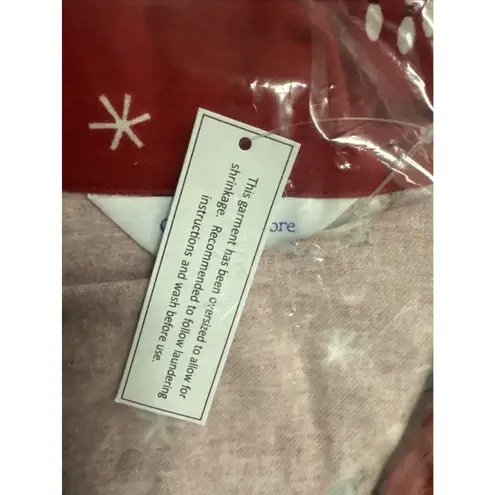 This garment has been oversized to allow for
shrinkage. Recommended to follow laundering
instructions and wash before use.